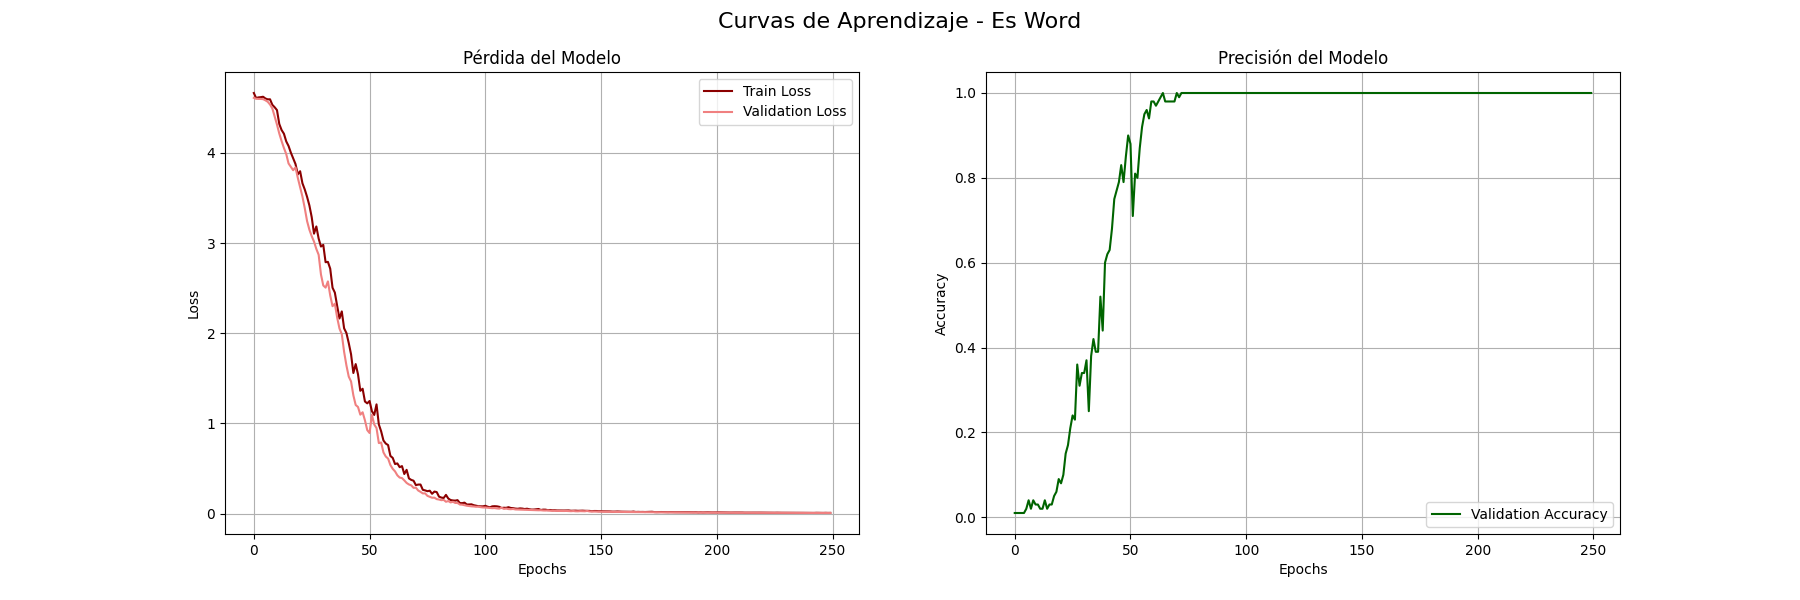 Curvas de Aprendizaje - Es Word
Pérdida del Modelo
Train Loss
Validation Loss
Loss
4
3
2
1
0
0 50 100 150 200 250
Epochs
Precisión del Modelo
Accuracy
1.0
0.8
0.6
0.4
0.2
0.0
Validation Accuracy
0 50 100 150 200 250
Epochs